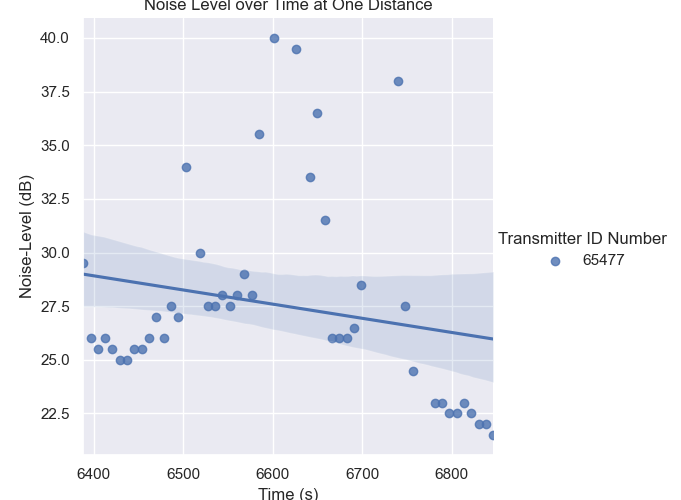 Noise Level over Time at One Distance
40.0
37.5
35.0
32.5
30.0
27.5
25.0
22.5
Noise-Level (dB)
6400 6500 6600 6700 6800
Time (s)
Transmitter ID Number
65477